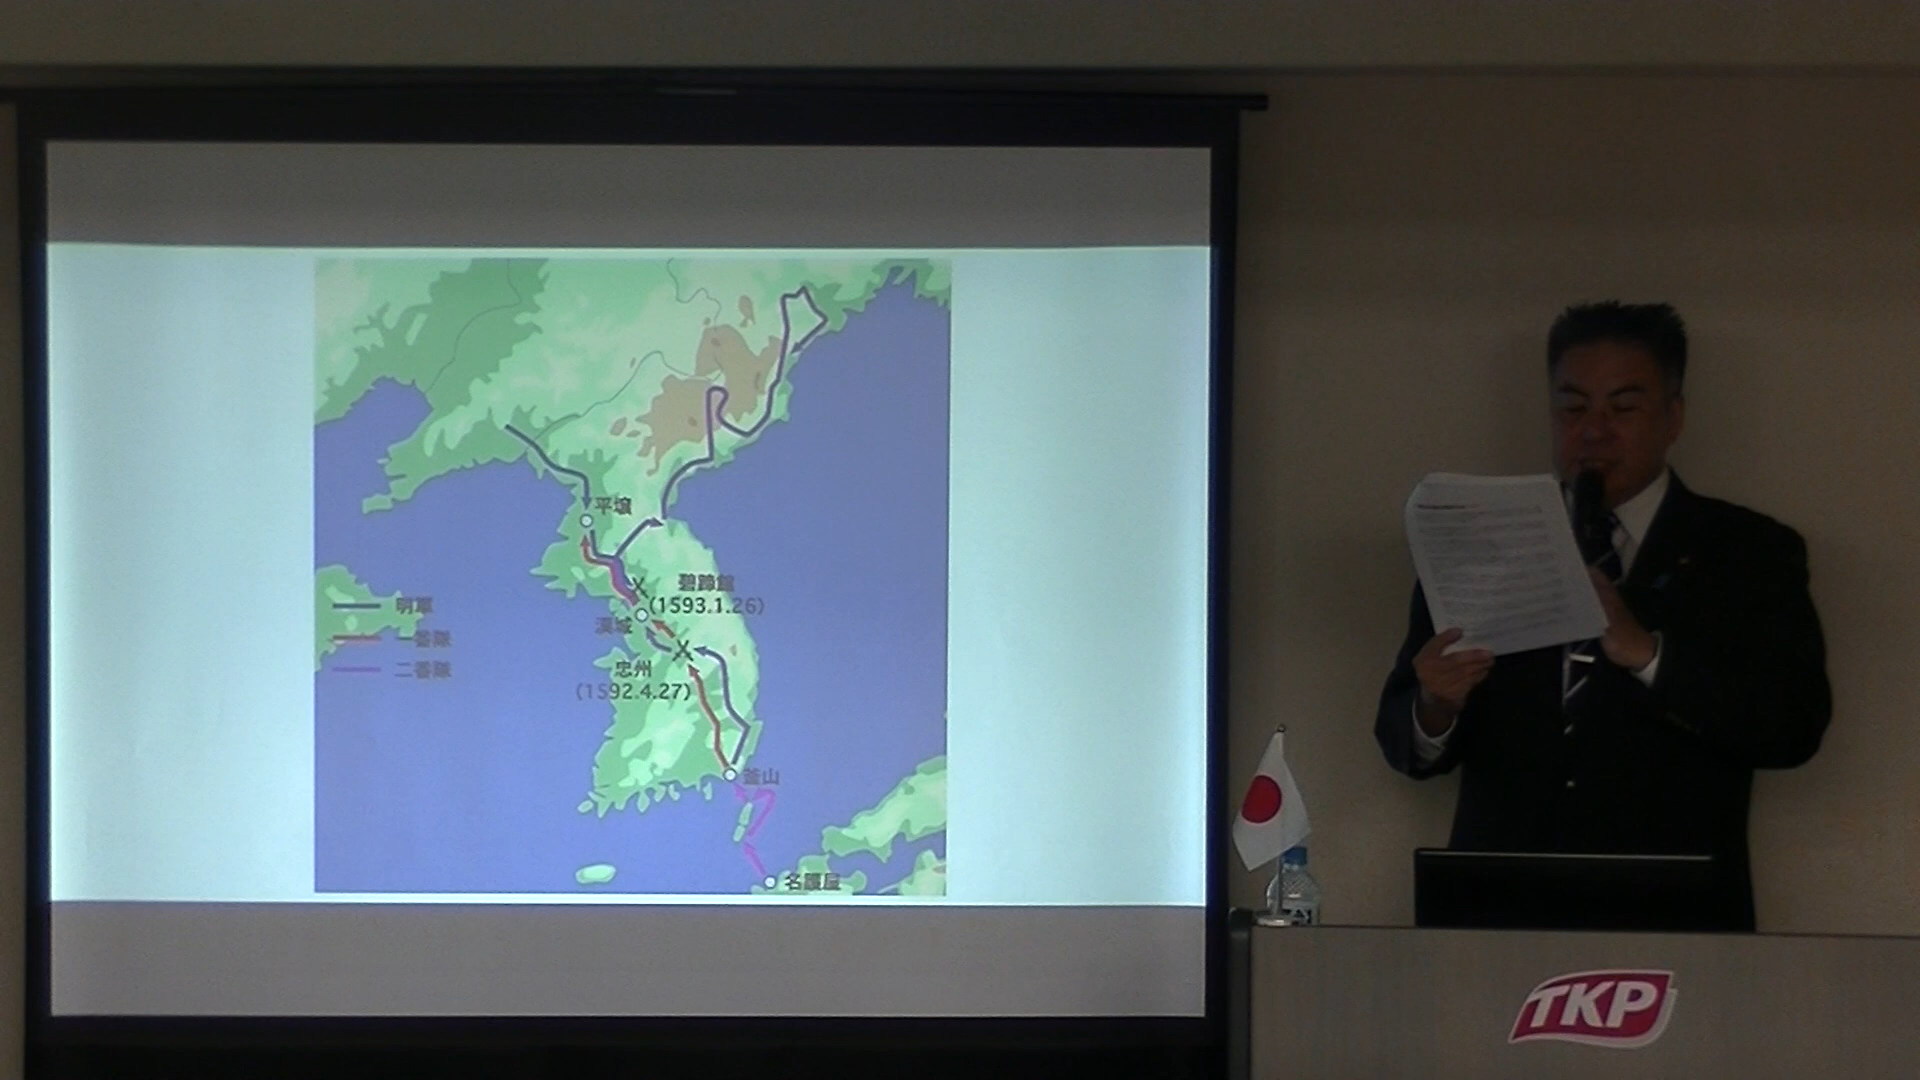 平壌
碧蹄館
(1593.1.26)
漢城
明軍
一番隊
二番隊
忠州
(1592.4.27)
釜山
名護屋
TKP